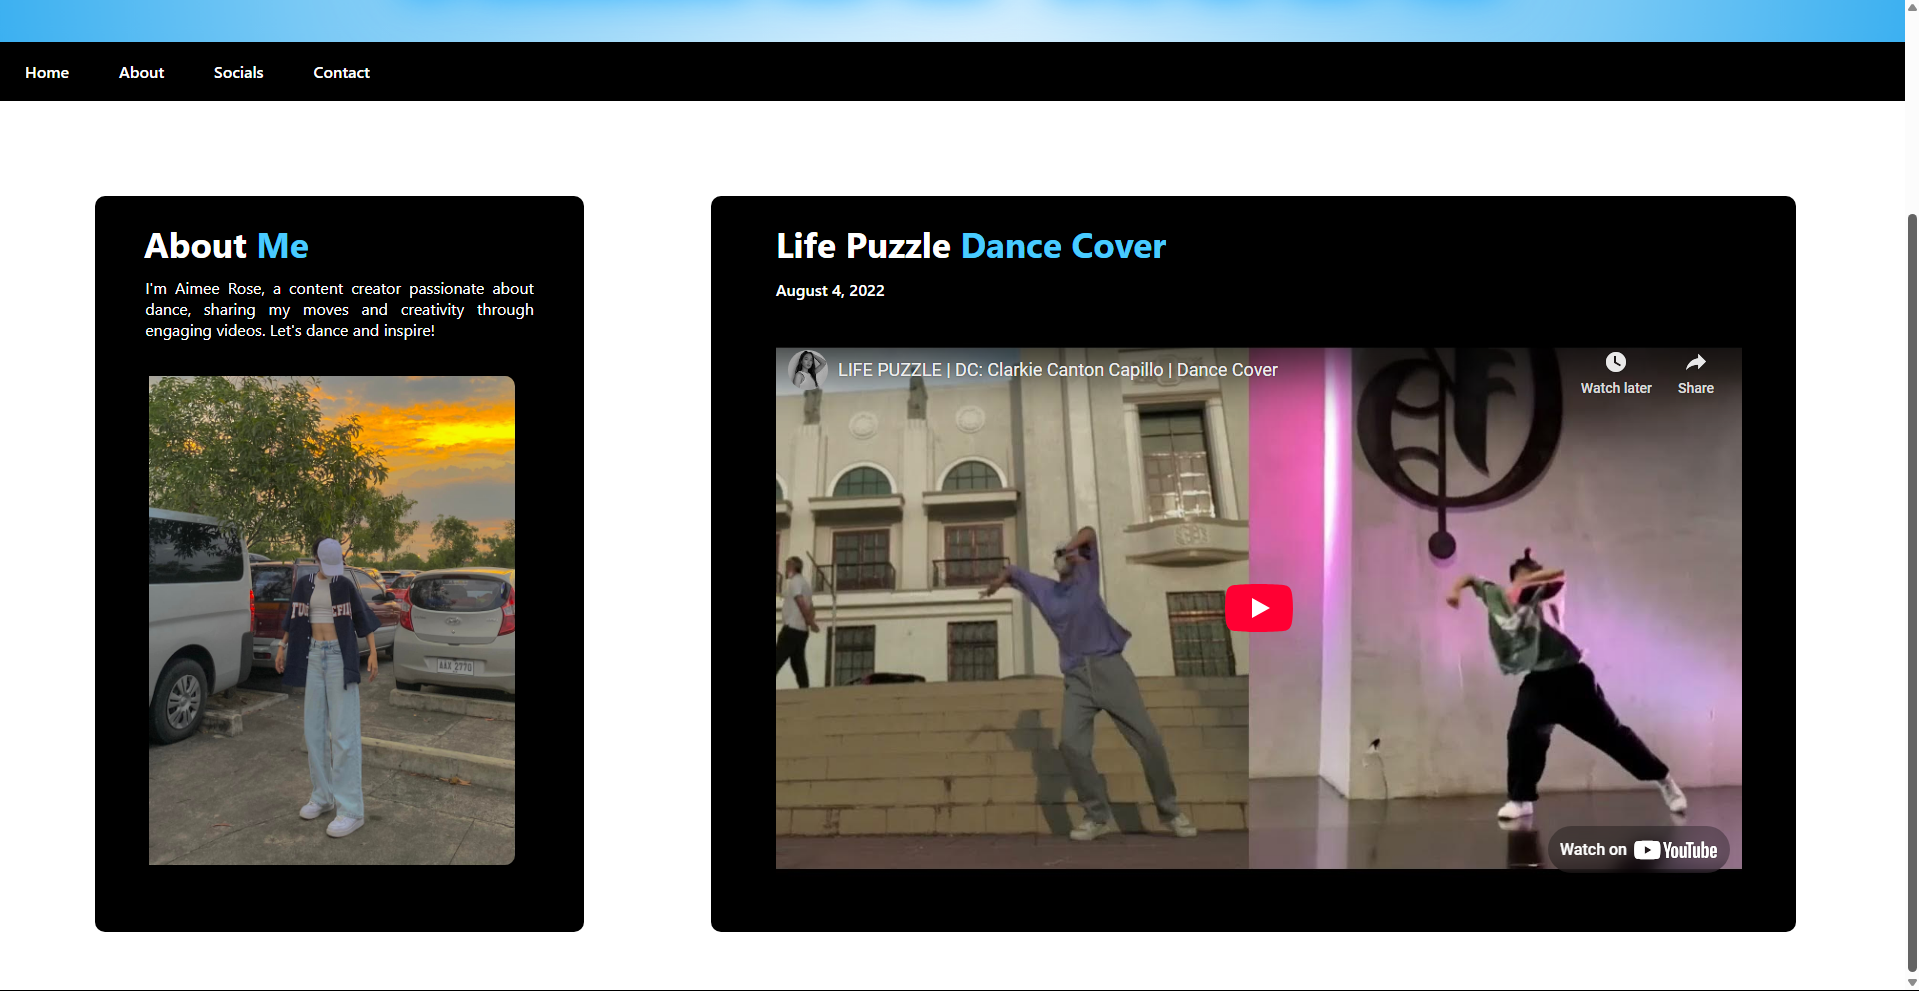 Home About Socials Contact
About Me
I'm Aimee Rose, a content creator passionate about
dance, sharing my moves and creativity through
engaging videos. Let's dance and inspire!
AAX 2770
Life Puzzle Dance Cover
August 4, 2022
LIFE PUZZLE | DC: Clarkie Canton Capillo | Dance Cover
Watch later
Share
Watch on YouTube